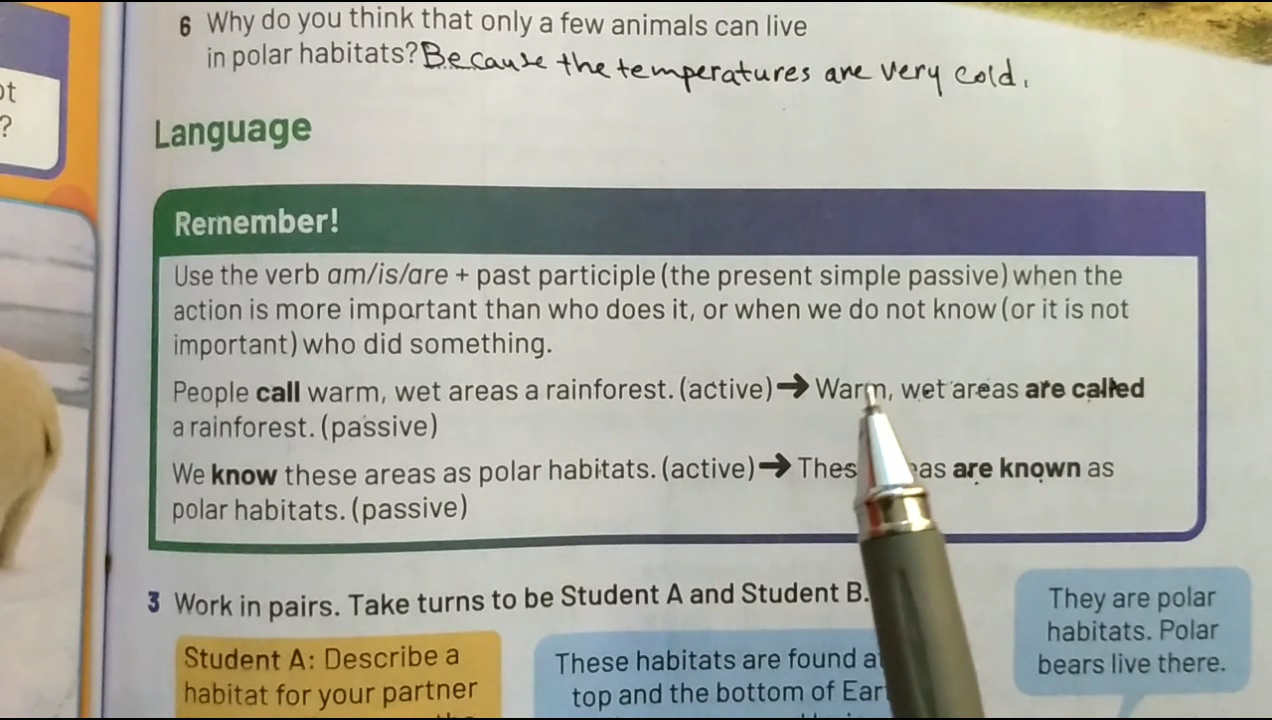 ot
?
6 Why do you think that only a few animals can live
in polar habitats? Because the temperatures are very cold.
Language
Remember!
Use the verb am/is/are + past participle (the present simple passive) when the
action is more important than who does it, or when we do not know (or it is not
important) who did something.
People call warm, wet areas a rainforest. (active) → Warm, wet areas are called
a rainforest. (passive)
We know these areas as polar habitats. (active) → Thes eas are known as
polar habitats. (passive)
3 Work in pairs. Take turns to be Student A and Student B.
Student A: Describe a
habitat for your partner
These habitats are found a
top and the bottom of Ear
They are polar
habitats. Polar
bears live there.